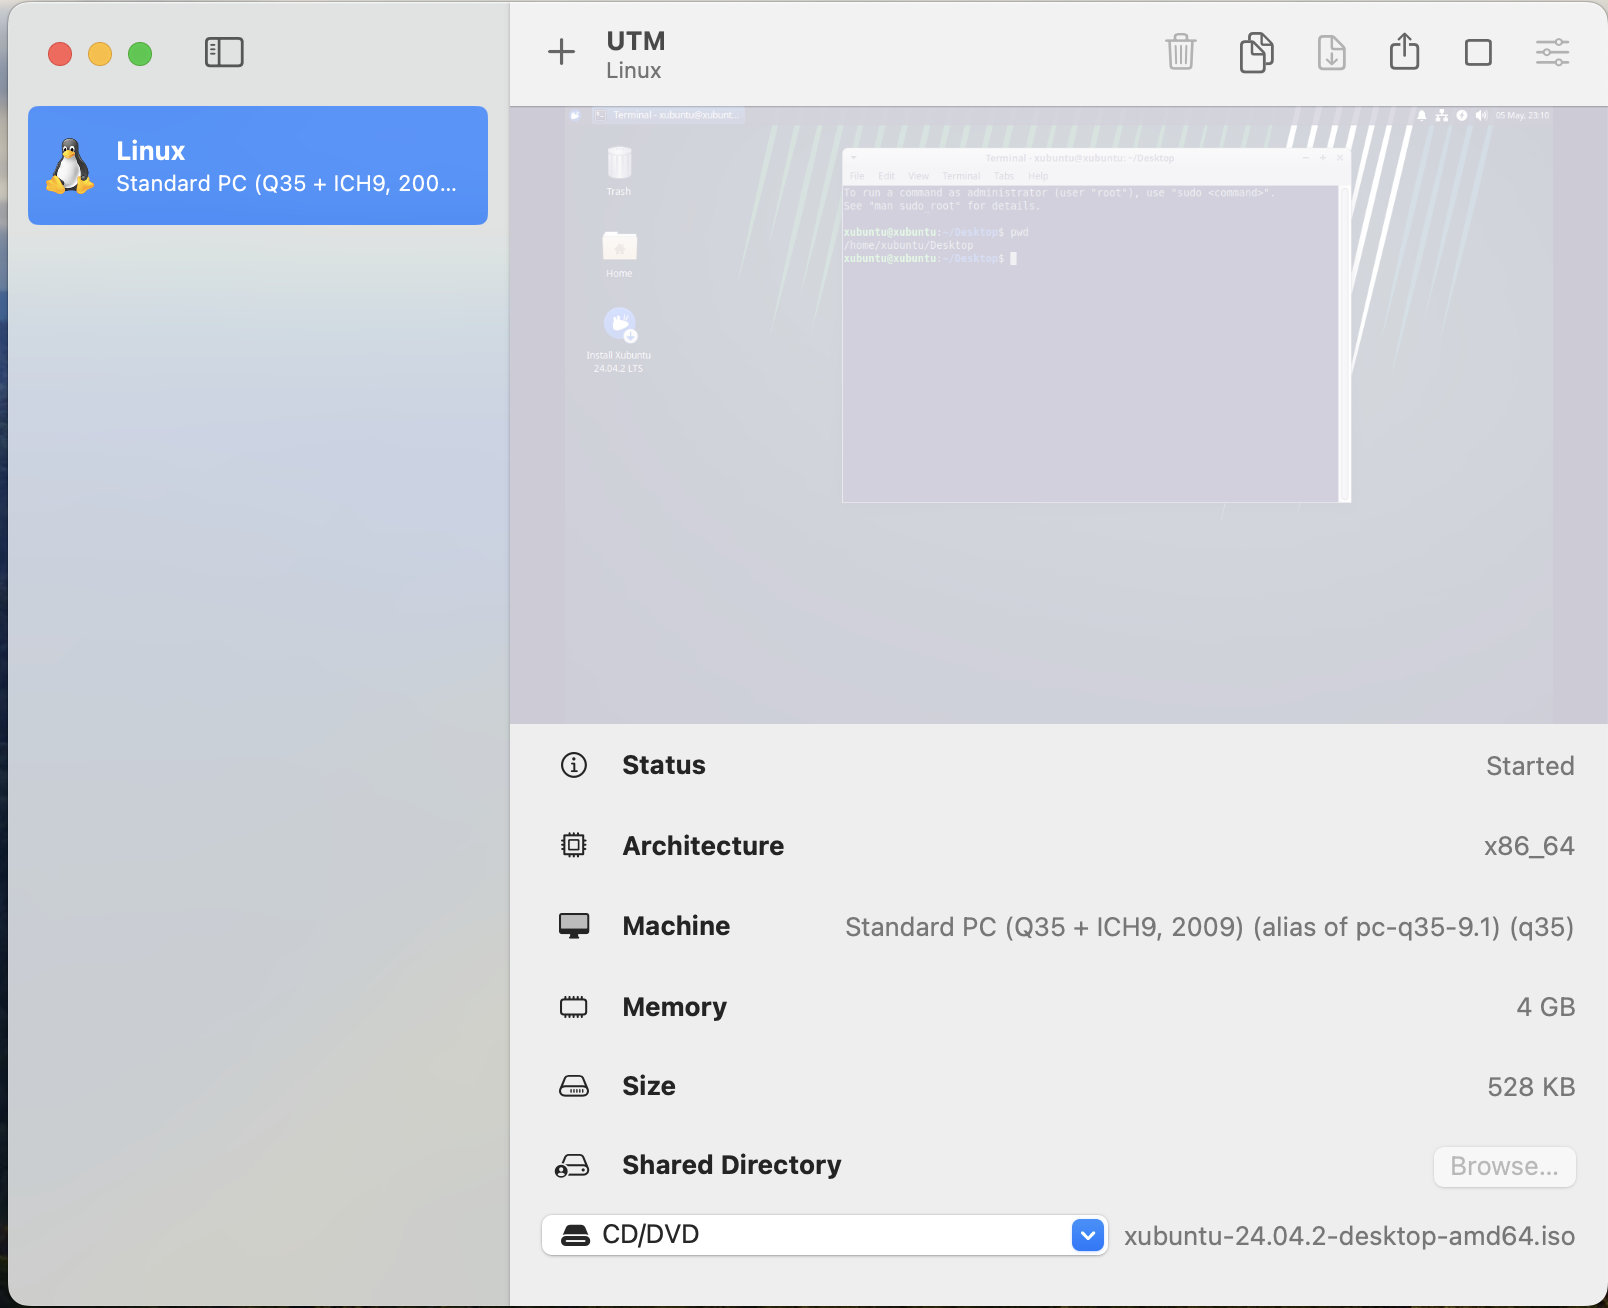 UTM
Linux
Linux
Standard PC (Q35 + ICH9, 200...
Terminal - xubuntu@xubunt...
05 May, 23:10
Trash
Home
Install Xubuntu
24.04.2 LTS
Terminal - xubuntu@xubuntu: ~/Desktop
File Edit View Terminal Tabs Help
To run a command as administrator (user "root"), use "sudo <command>".
See "man sudo_root" for details.
xubuntu@xubuntu:~/Desktop$ pwd
/home/xubuntu/Desktop
xubuntu@xubuntu:~/Desktop$
Status Started
Architecture x86_64
Machine Standard PC (Q35 + ICH9, 2009) (alias of pc-q35-9.1) (q35)
Memory 4 GB
Size 528 KB
Shared Directory Browse...
CD/DVD xubuntu-24.04.2-desktop-amd64.iso